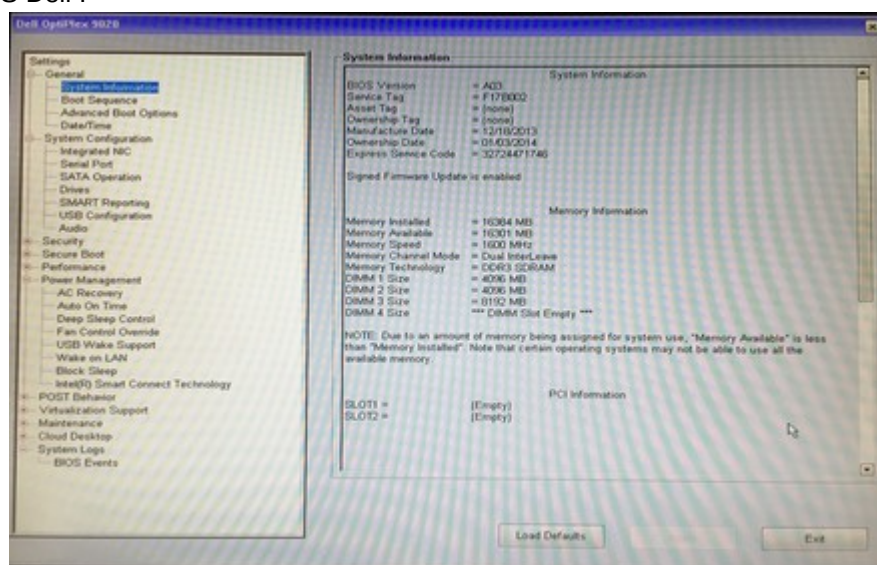 Dell OptiPlex 9020
Settings
General
System Information
Boot Sequence
Advanced Boot Options
Date/Time
System Configuration
Integrated NIC
Serial Port
SATA Operation
Drives
SMART Reporting
USB Configuration
Audio
Security
Secure Boot
Performance
Power Management
AC Recovery
Auto On Time
Deep Sleep Control
Fan Control Override
USB Wake Support
Wake on LAN
Block Sleep
Intel(R) Smart Connect Technology
POST Behavior
Virtualization Support
Maintenance
Cloud Desktop
System Logs
BIOS Events
System Information
System Information
BIOS Version = A03
Service Tag = F17B002
Asset Tag = (none)
Ownership Tag = (none)
Manufacture Date = 12/18/2013
Ownership Date = 01/03/2014
Express Service Code = 32724471746
Signed Firmware Update is enabled
Memory Information
Memory Installed = 16384 MB
Memory Available = 16301 MB
Memory Speed = 1600 MHz
Memory Channel Mode = Dual InterLeave
Memory Technology = DDR3 SDRAM
DIMM 1 Size = 4096 MB
DIMM 2 Size = 4096 MB
DIMM 3 Size = 8192 MB
DIMM 4 Size *** DIMM Slot Empty ***
NOTE: Due to an amount of memory being assigned for system use, "Memory Available" is less
than "Memory Installed". Note that certain operating systems may not be able to use all the
available memory.
PCI Information
SLOT1 = (Empty)
SLOT2 = (Empty)
Load Defaults
Exit